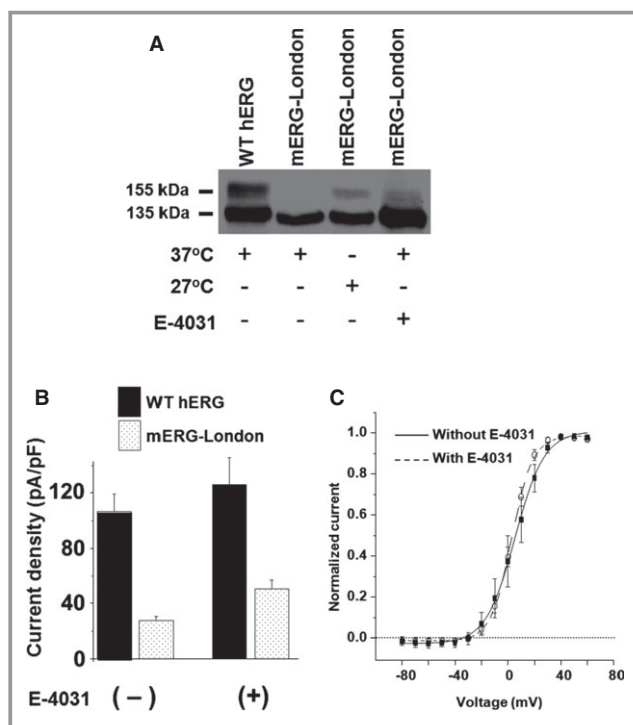 A
WT hERG
mERG-London
mERG-London
mERG-London
155 kDa
135 kDa
37°C + + - +
27°C - - + -
E-4031 - - - +
B
WT hERG
mERG-London
Current density (pA/pF)
120
80
40
0
E-4031 (−) (+)
C
Without E-4031
With E-4031
Normalized current
1.0
0.8
0.6
0.4
0.2
0.0
-80 -40 0 40 80
Voltage (mV)